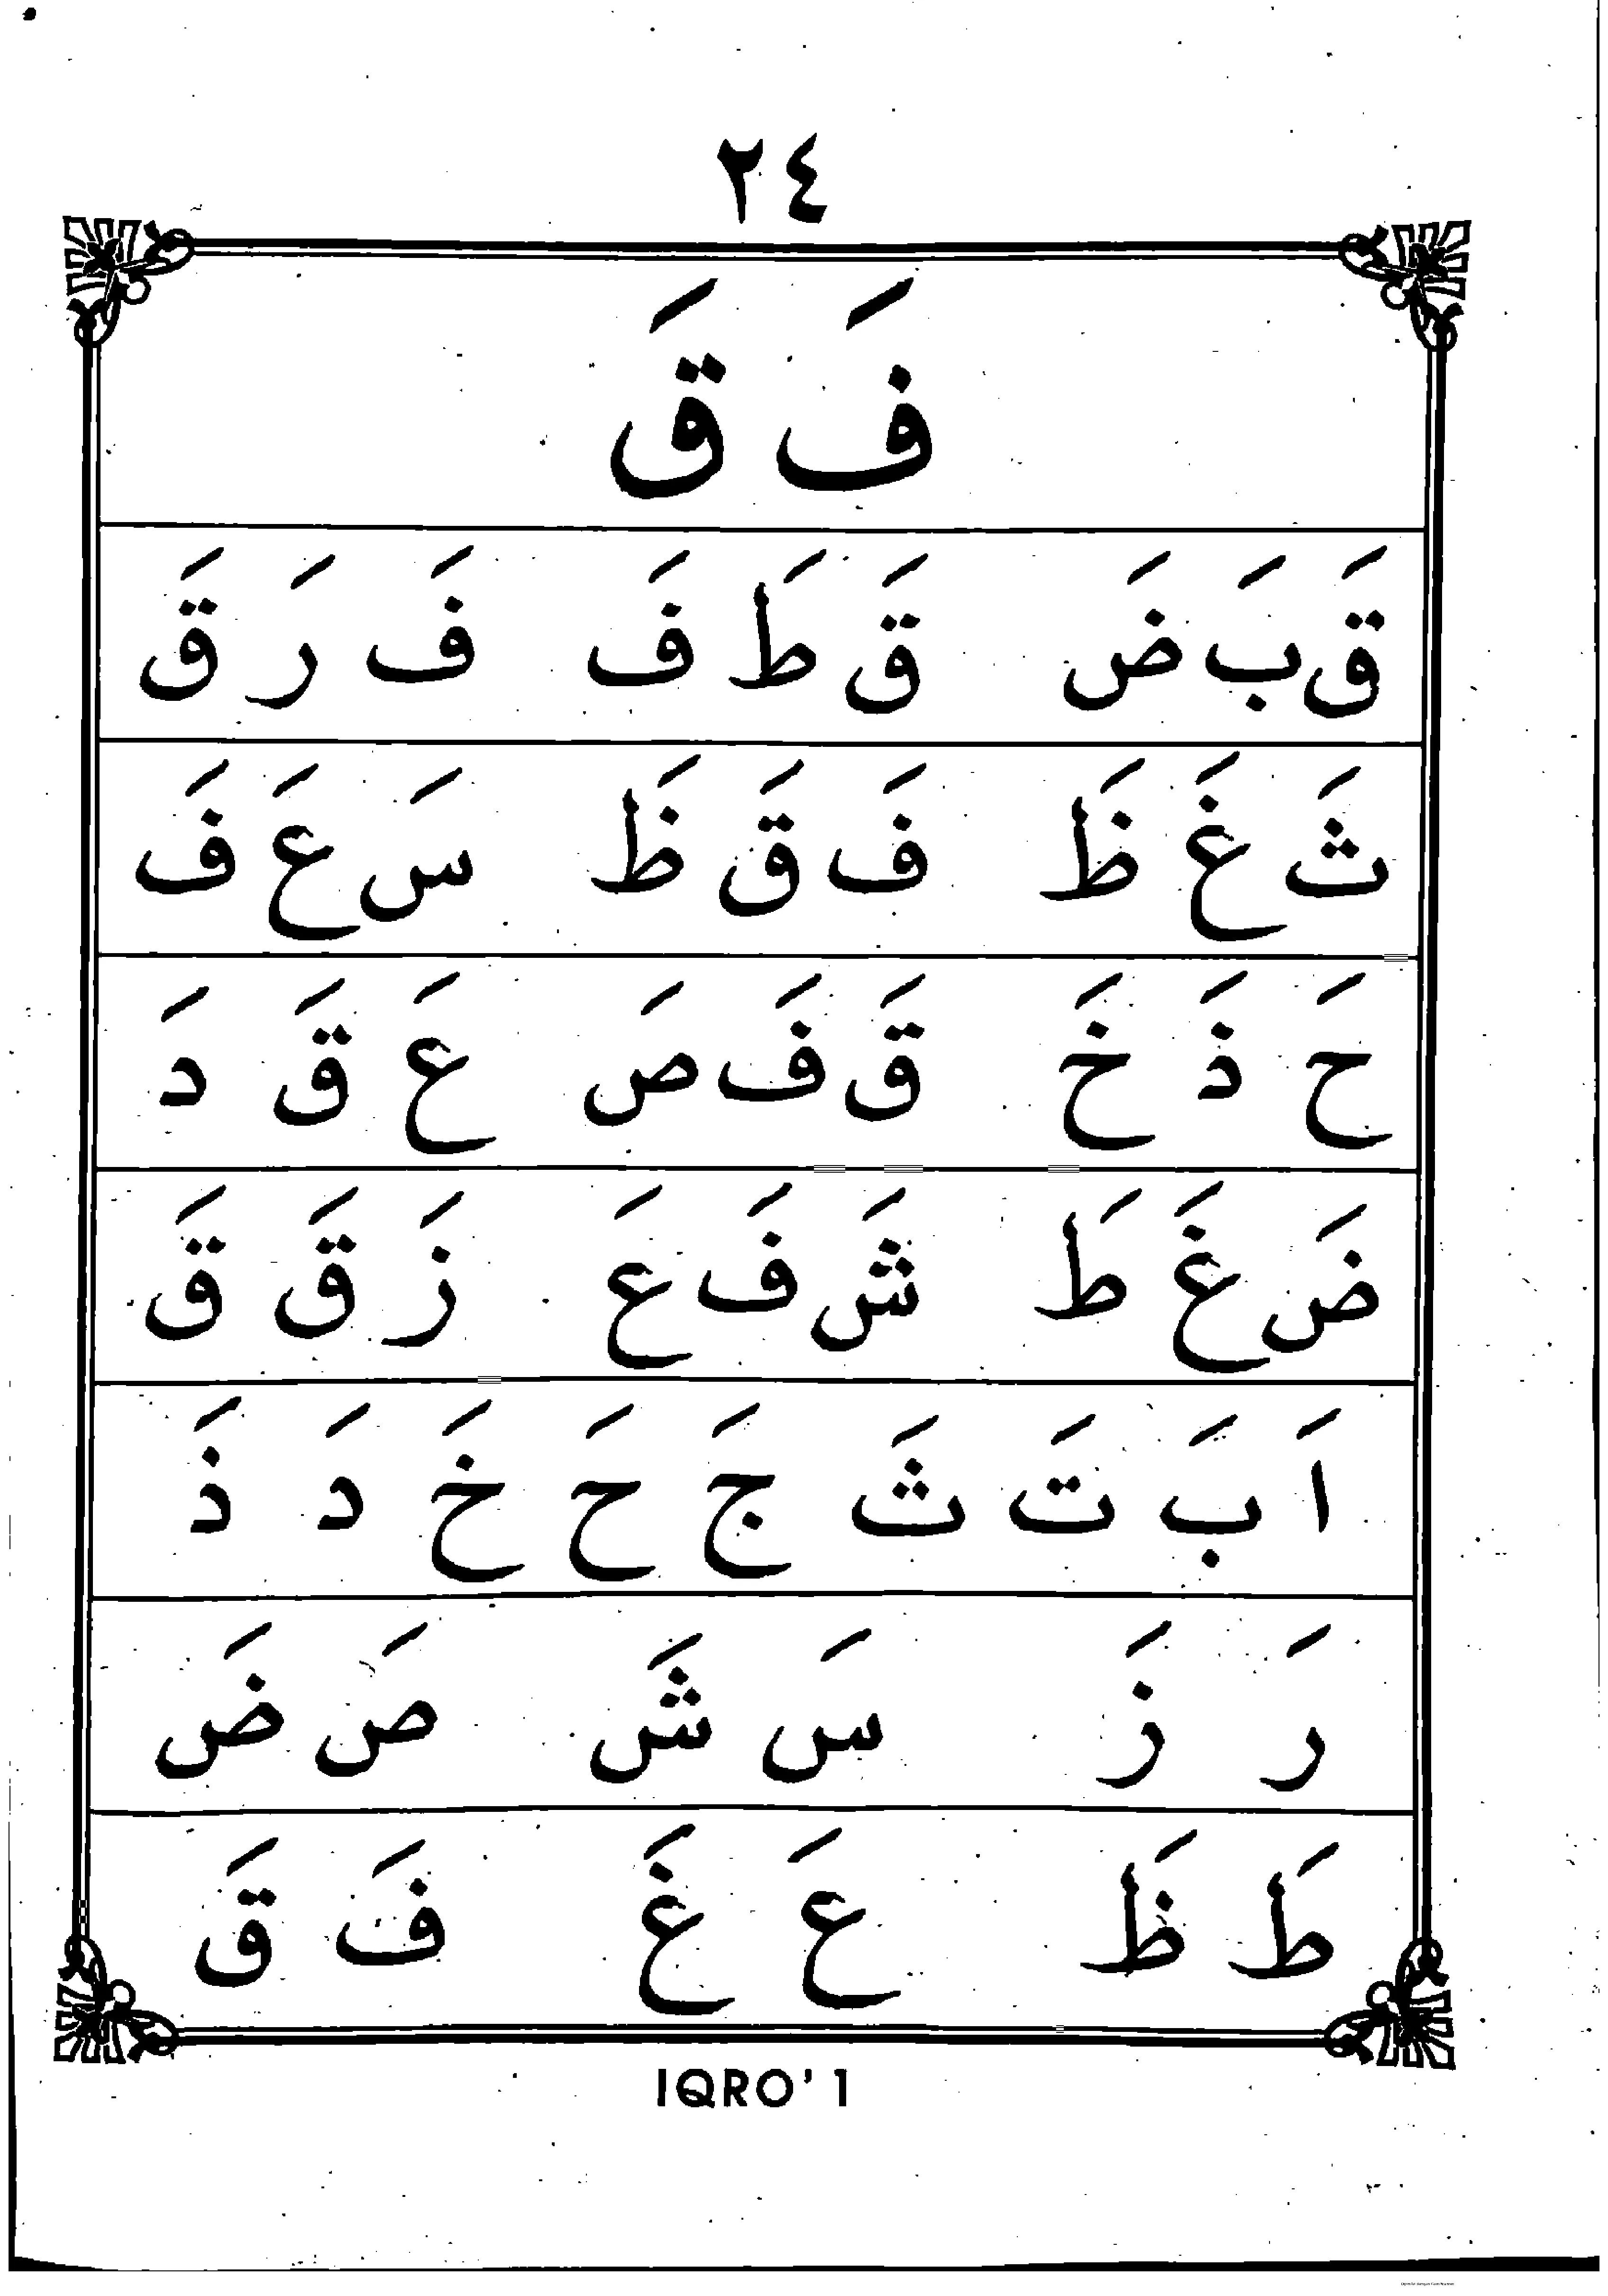 ٢٤
فَ قَ
قَ بَ ضَ قَ طَ فَ فَ رَ قَ
ثَ غَ ظَ فَ قَ ظَ سَ عَ فَ
حَ ذَ خَ قَ فَ صَ عَ قَ دَ
ضَ غَ طَ شَ فَ عَ زَ قَ قَ
اَ بَ تَ ثَ جَ حَ خَ دَ ذَ
رَ زَ سَ شَ صَ ضَ
طَ ظَ عَ غَ فَ قَ
IQRO'1